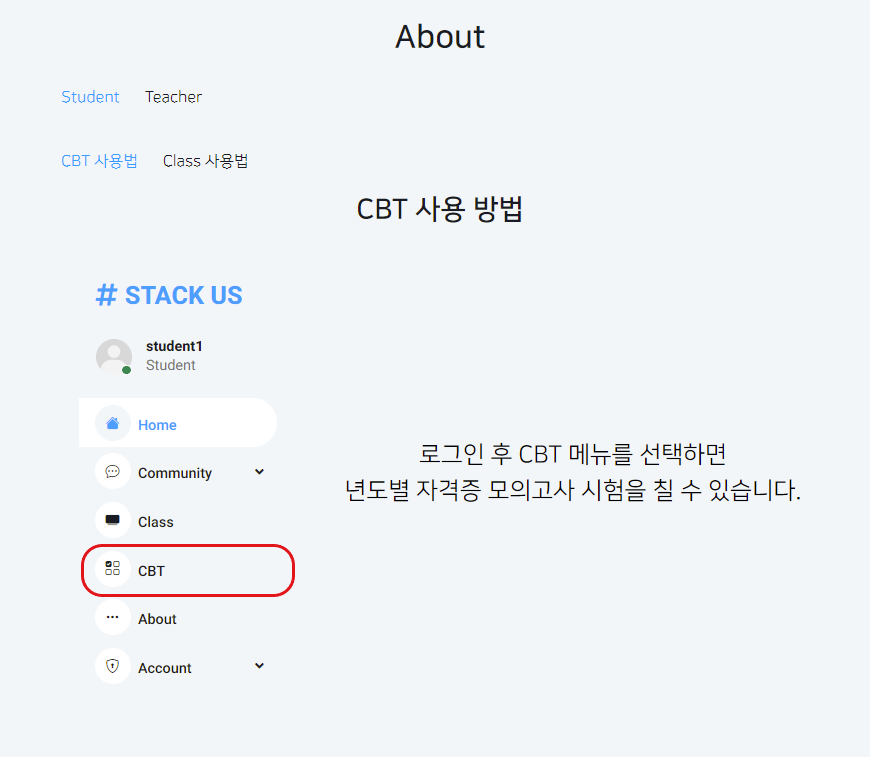 About
Student Teacher
CBT 사용법 Class 사용법
CBT 사용 방법
# STACK US
student1
Student
Home
Community
Class
CBT
About
Account
로그인 후 CBT 메뉴를 선택하면
년도별 자격증 모의고사 시험을 칠 수 있습니다.